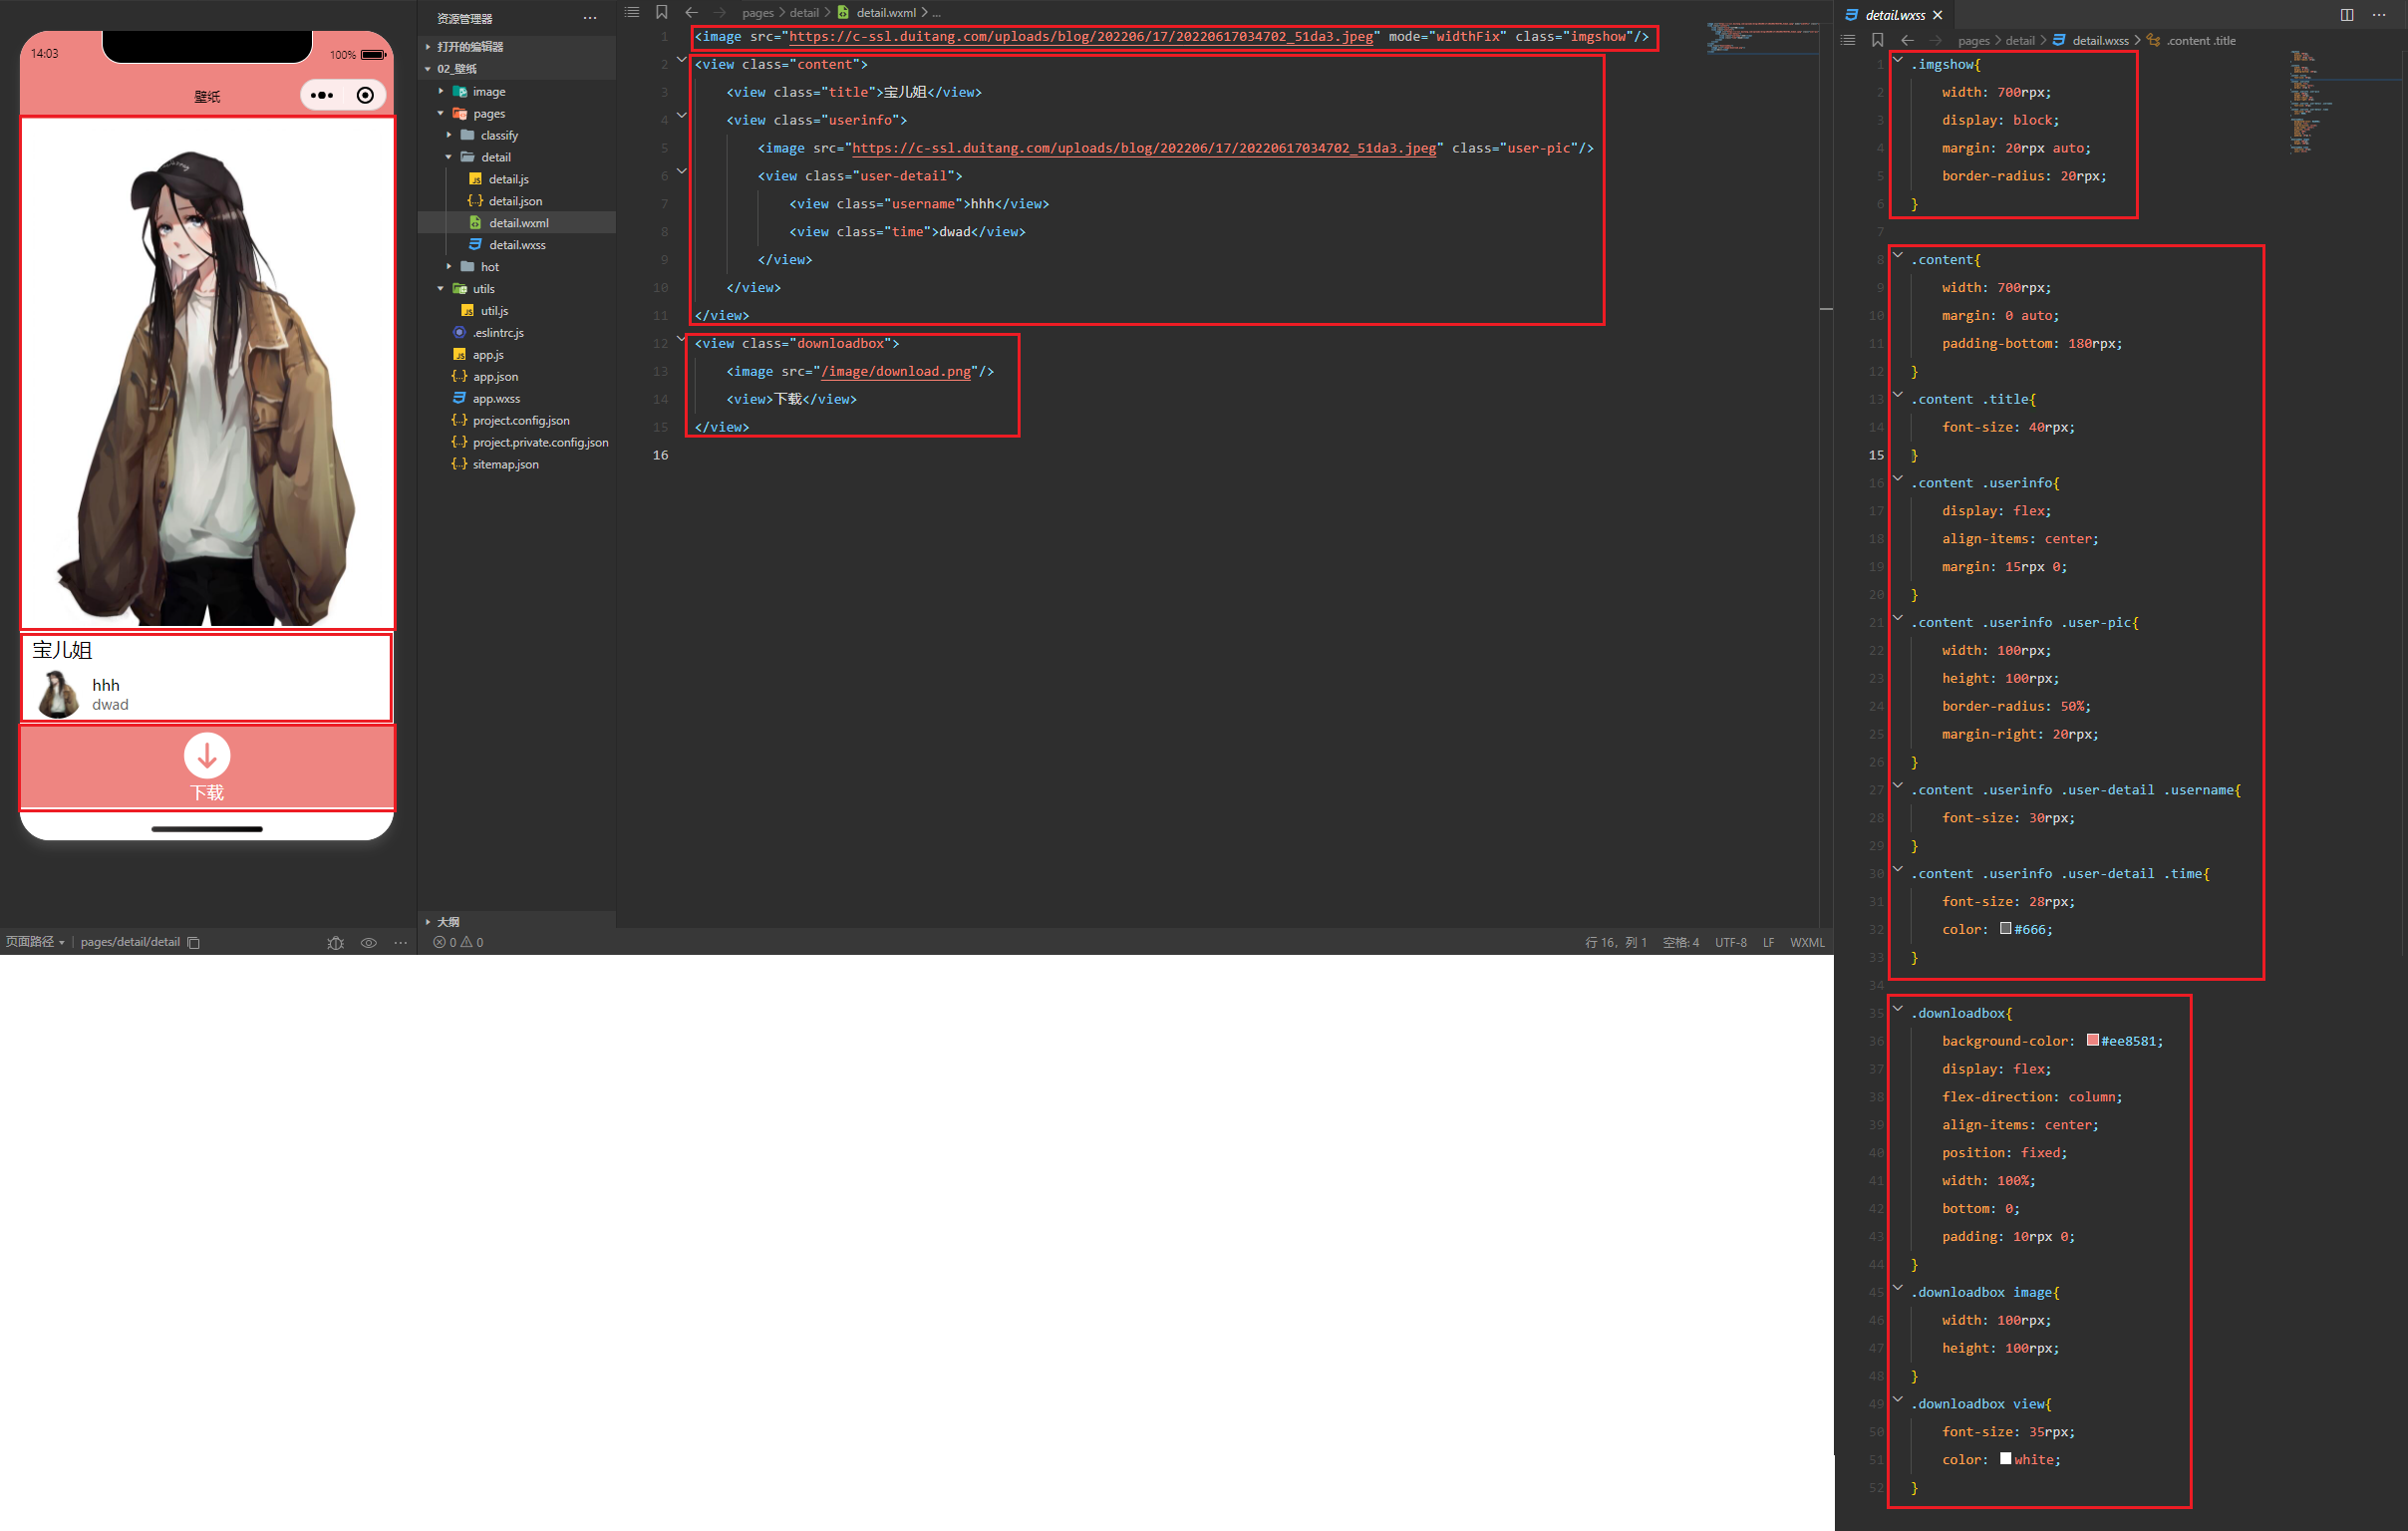 14:03
100%
壁纸
宝儿姐
hhh
dwad
下载
页面路径
pages/detail/detail
资源管理器
打开的编辑器
02_壁纸
image
pages
classify
detail
detail.js
detail.json
detail.wxml
detail.wxss
hot
utils
util.js
.eslintrc.js
app.js
app.json
app.wxss
project.config.json
project.private.config.json
sitemap.json
大纲
0 0
pages > detail > detail.wxml > ...
1 <image src="https://c-ssl.duitang.com/uploads/blog/202206/17/20220617034702_51da3.jpeg" mode="widthFix" class="imgshow"/>
2 <view class="content">
3 <view class="title">宝儿姐</view>
4 <view class="userinfo">
5 <image src="https://c-ssl.duitang.com/uploads/blog/202206/17/20220617034702_51da3.jpeg" class="user-pic"/>
6 <view class="user-detail">
7 <view class="username">hhh</view>
8 <view class="time">dwad</view>
9 </view>
10 </view>
11 </view>
12 <view class="downloadbox">
13 <image src="/image/download.png"/>
14 <view>下载</view>
15 </view>
16
行 16，列 1 空格: 4 UTF-8 LF WXML
detail.wxss
pages > detail > detail.wxss > .content .title
1 .imgshow{
2 width: 700rpx;
3 display: block;
4 margin: 20rpx auto;
5 border-radius: 20rpx;
6 }
7
8 .content{
9 width: 700rpx;
10 margin: 0 auto;
11 padding-bottom: 180rpx;
12 }
13 .content .title{
14 font-size: 40rpx;
15 }
16 .content .userinfo{
17 display: flex;
18 align-items: center;
19 margin: 15rpx 0;
20 }
21 .content .userinfo .user-pic{
22 width: 100rpx;
23 height: 100rpx;
24 border-radius: 50%;
25 margin-right: 20rpx;
26 }
27 .content .userinfo .user-detail .username{
28 font-size: 30rpx;
29 }
30 .content .userinfo .user-detail .time{
31 font-size: 28rpx;
32 color: #666;
33 }
34
35 .downloadbox{
36 background-color: #ee8581;
37 display: flex;
38 flex-direction: column;
39 align-items: center;
40 position: fixed;
41 width: 100%;
42 bottom: 0;
43 padding: 10rpx 0;
44 }
45 .downloadbox image{
46 width: 100rpx;
47 height: 100rpx;
48 }
49 .downloadbox view{
50 font-size: 35rpx;
51 color: white;
52 }